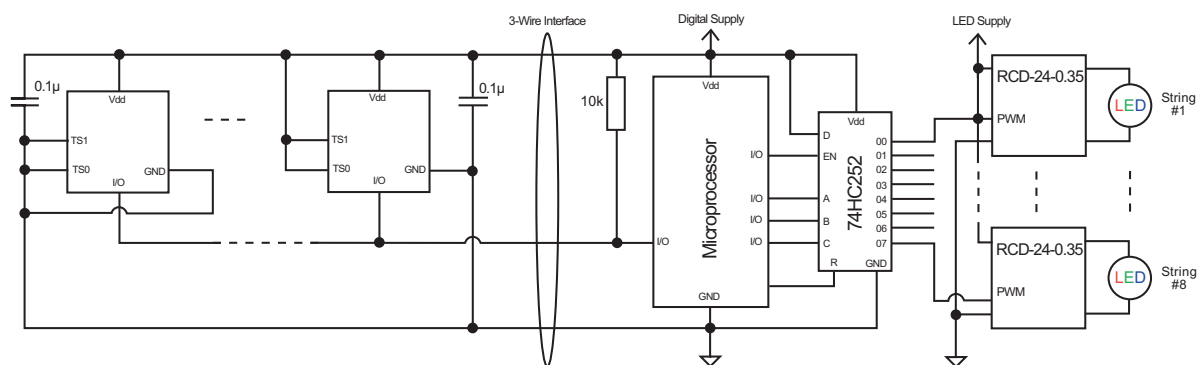 3-Wire Interface
Digital Supply
LED Supply
0.1µ
Vdd
TS1
TS0
GND
I/O
Vdd
TS1
TS0
GND
I/O
0.1µ
10k
Vdd
Microprocessor
I/O
I/O
I/O
I/O
I/O
GND
Vdd
D
EN
A
B
C
R
GND
74HC252
00
01
02
03
04
05
06
07
RCD-24-0.35
PWM
LED
String
#1
RCD-24-0.35
PWM
LED
String
#8